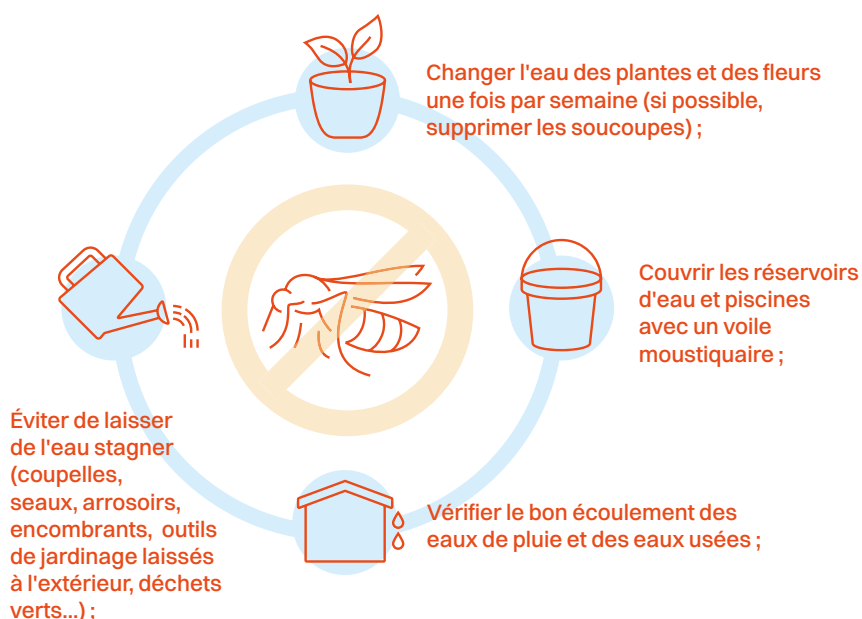 Changer l'eau des plantes et des fleurs
une fois par semaine (si possible,
supprimer les soucoupes) ;
Couvrir les réservoirs
d'eau et piscines
avec un voile
moustiquaire ;
Vérifier le bon écoulement des
eaux de pluie et des eaux usées ;
Éviter de laisser
de l'eau stagner
(coupelles,
seaux, arrosoirs,
encombrants, outils
de jardinage laissés
à l'extérieur, déchets
verts...) ;